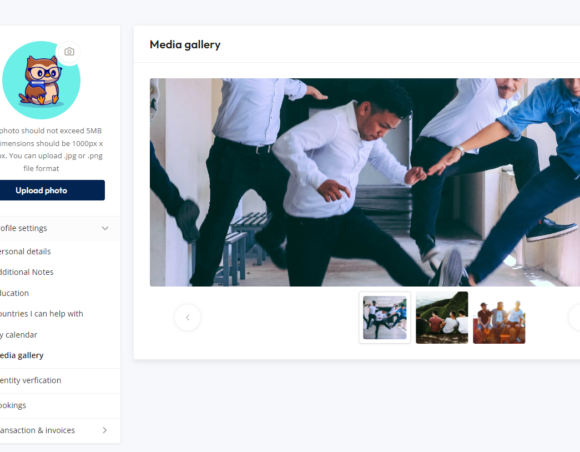 photo should not exceed 5MB
imensions should be 1000px x
px. You can upload .jpg or .png
file format
Upload photo
ofile settings
ersonal details
dditional Notes
ducation
ountries I can help with
y calendar
edia gallery
entity verfication
ookings
ansaction & invoices
Media gallery